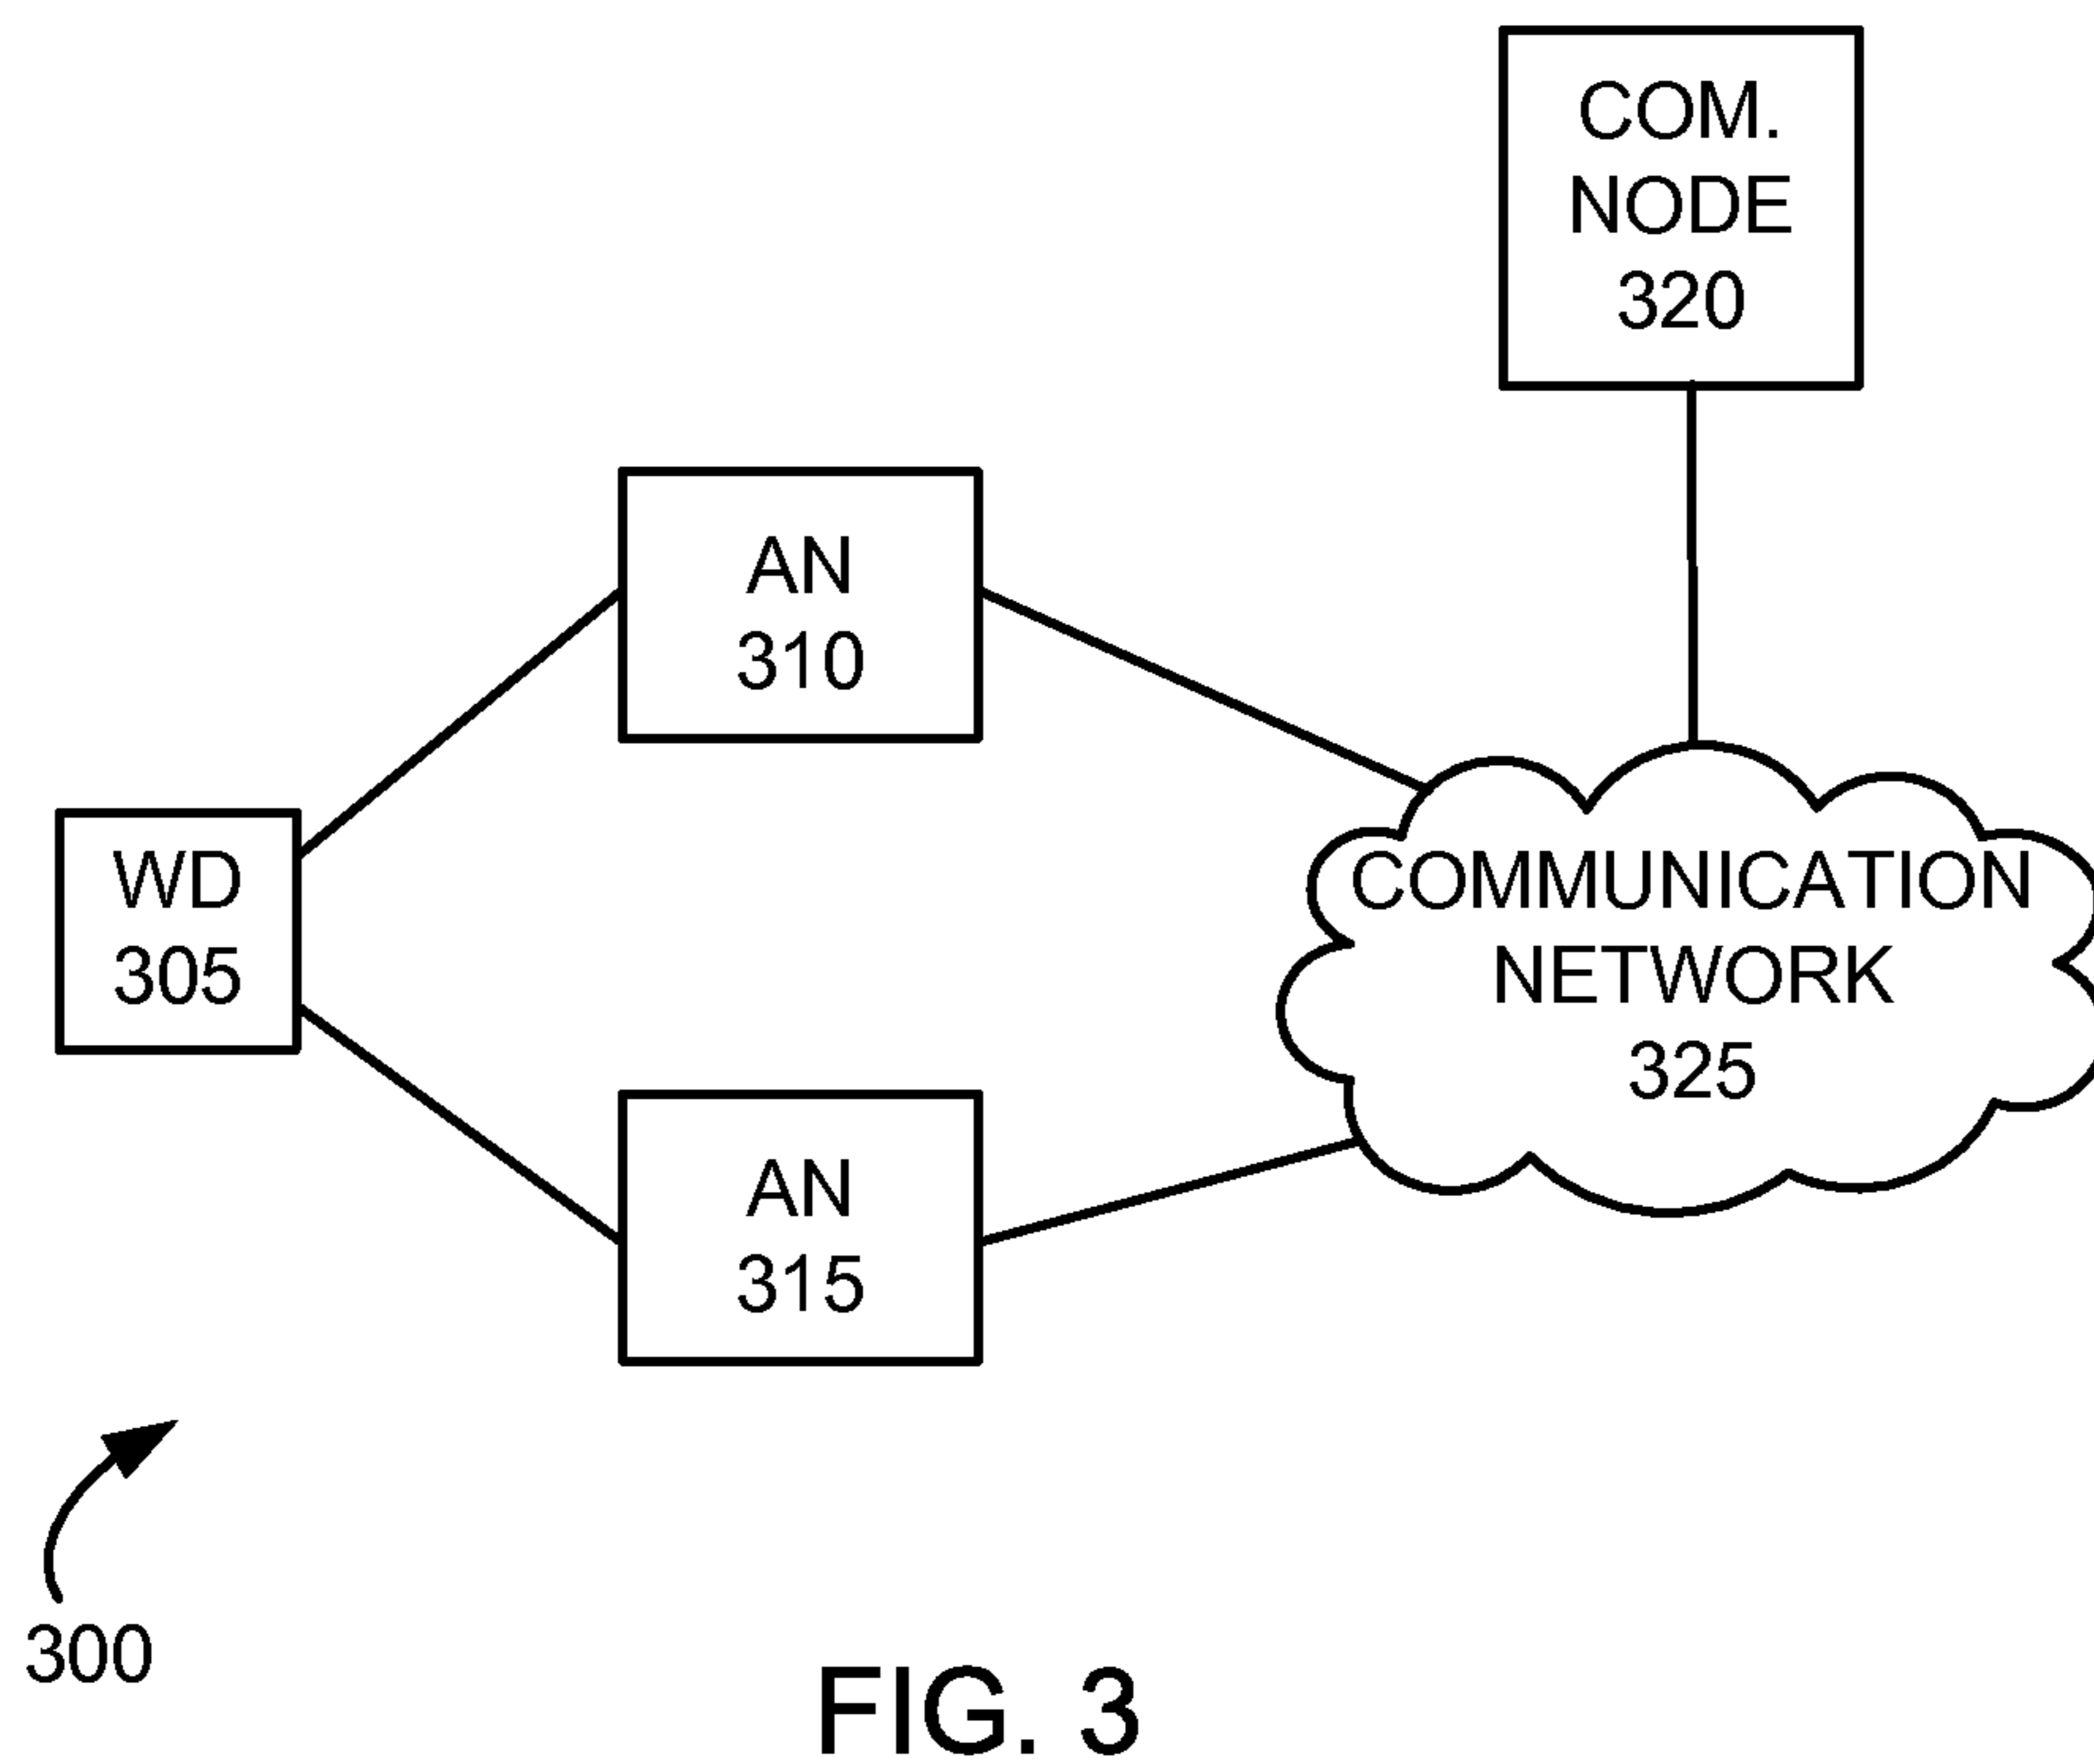 COM.
NODE
320
AN
310
WD
305
COMMUNICATION
NETWORK
325
AN
315
300
FIG. 3